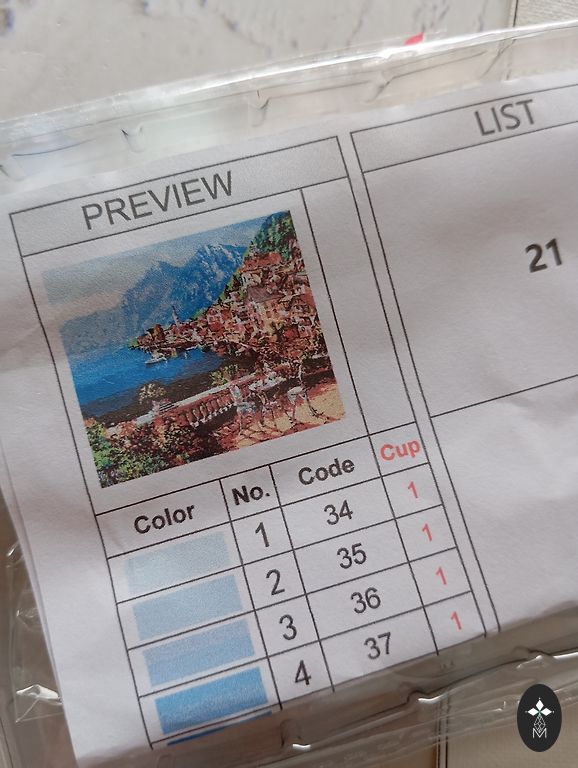 PREVIEW
LIST
21
Color No. Code Cup
1 34 1
2 35 1
3 36 1
4 37 1
M